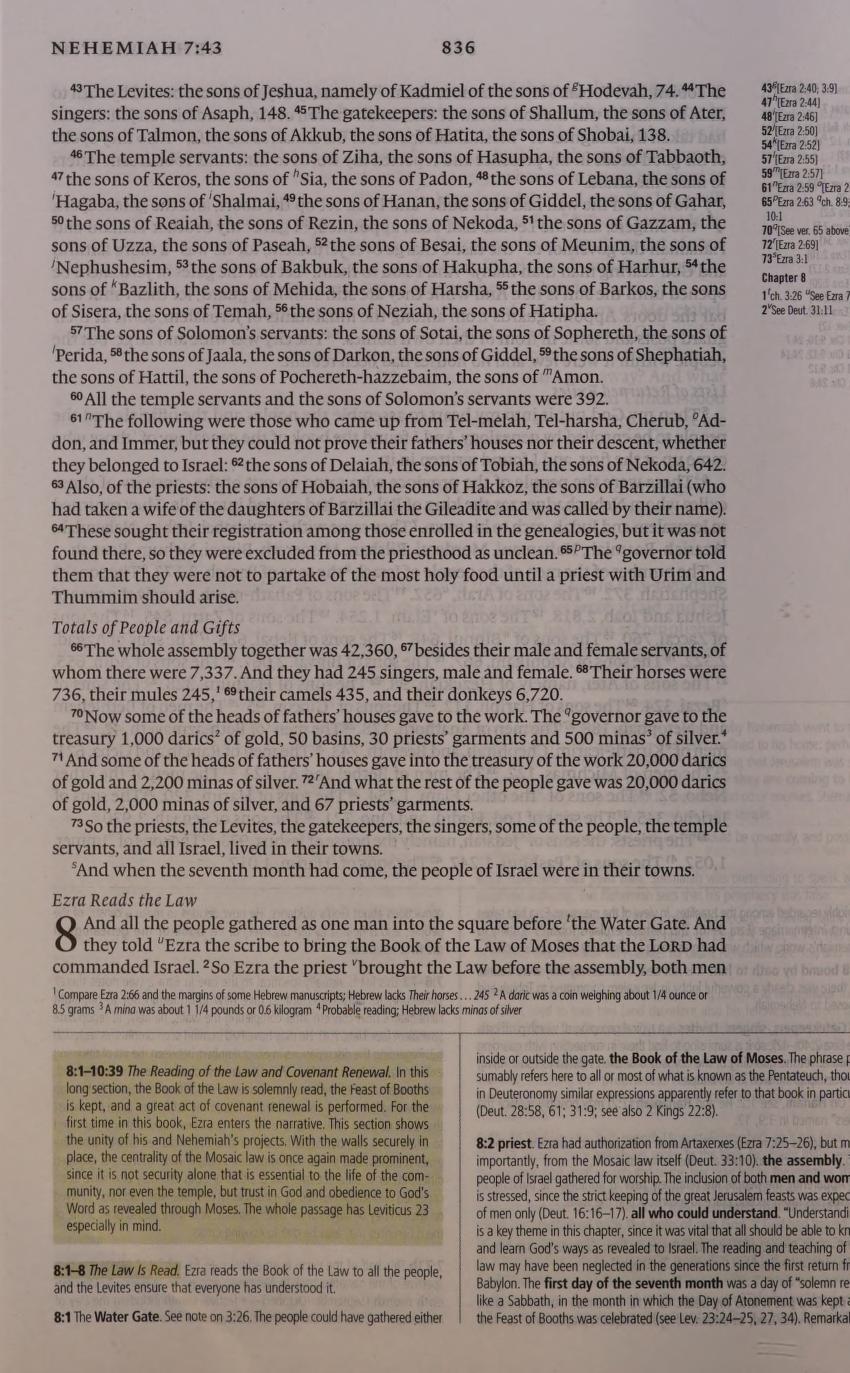 NEHEMIAH 7:43
836
43 The Levites: the sons of Jeshua, namely of Kadmiel of the sons of gHodevah, 74. 44 The
singers: the sons of Asaph, 148. 45 The gatekeepers: the sons of Shallum, the sons of Ater,
the sons of Talmon, the sons of Akkub, the sons of Hatita, the sons of Shobai, 138.
46 The temple servants: the sons of Ziha, the sons of Hasupha, the sons of Tabbaoth,
47 the sons of Keros, the sons of hSia, the sons of Padon, 48 the sons of Lebana, the sons of
iHagaba, the sons of iShalmai, 49 the sons of Hanan, the sons of Giddel, the sons of Gahar,
50 the sons of Reaiah, the sons of Rezin, the sons of Nekoda, 51 the sons of Gazzam, the
sons of Uzza, the sons of Paseah, 52 the sons of Besai, the sons of Meunim, the sons of
jNephushesim, 53 the sons of Bakbuk, the sons of Hakupha, the sons of Harhur, 54 the
sons of kBazlith, the sons of Mehida, the sons of Harsha, 55 the sons of Barkos, the sons
of Sisera, the sons of Temah, 56 the sons of Neziah, the sons of Hatipha.
57 The sons of Solomon's servants: the sons of Sotai, the sons of Sophereth, the sons of
lPerida, 58 the sons of Jaala, the sons of Darkon, the sons of Giddel, 59 the sons of Shephatiah,
the sons of Hattil, the sons of Pochereth-hazzebaim, the sons of mAmon.
60 All the temple servants and the sons of Solomon's servants were 392.
61 nThe following were those who came up from Tel-melah, Tel-harsha, Cherub, oAd-
don, and Immer, but they could not prove their fathers' houses nor their descent, whether
they belonged to Israel: 62 the sons of Delaiah, the sons of Tobiah, the sons of Nekoda, 642.
63 Also, of the priests: the sons of Hobaiah, the sons of Hakkoz, the sons of Barzillai (who
had taken a wife of the daughters of Barzillai the Gileadite and was called by their name).
64 These sought their registration among those enrolled in the genealogies, but it was not
found there, so they were excluded from the priesthood as unclean. 65 pThe qgovernor told
them that they were not to partake of the most holy food until a priest with Urim and
Thummim should arise.
Totals of People and Gifts
66 The whole assembly together was 42,360, 67 besides their male and female servants, of
whom there were 7,337. And they had 245 singers, male and female. 68 Their horses were
736, their mules 245,1 69 their camels 435, and their donkeys 6,720.
70 Now some of the heads of fathers' houses gave to the work. The qgovernor gave to the
treasury 1,000 darics2 of gold, 50 basins, 30 priests' garments and 500 minas3 of silver.4
71 And some of the heads of fathers' houses gave into the treasury of the work 20,000 darics
of gold and 2,200 minas of silver. 72 rAnd what the rest of the people gave was 20,000 darics
of gold, 2,000 minas of silver, and 67 priests' garments.
73 So the priests, the Levites, the gatekeepers, the singers, some of the people, the temple
servants, and all Israel, lived in their towns.
sAnd when the seventh month had come, the people of Israel were in their towns.
Ezra Reads the Law
8 And all the people gathered as one man into the square before tthe Water Gate. And
they told uEzra the scribe to bring the Book of the Law of Moses that the LORD had
commanded Israel. 2 So Ezra the priest vbrought the Law before the assembly, both men
1 Compare Ezra 2:66 and the margins of some Hebrew manuscripts; Hebrew lacks Their horses . . . 245 2 A daric was a coin weighing about 1/4 ounce or
8.5 grams 3 A mina was about 1 1/4 pounds or 0.6 kilogram 4 Probable reading; Hebrew lacks minas of silver
43 g[Ezra 2:40; 3:9]
47 h[Ezra 2:44]
48 i[Ezra 2:46]
52 j[Ezra 2:50]
54 k[Ezra 2:52]
57 l[Ezra 2:55]
59 m[Ezra 2:57]
61 nEzra 2:59 o[Ezra 2
65 pEzra 2:63 qch. 8:9;
10:1
70 q[See ver. 65 above
72 r[Ezra 2:69]
73 sEzra 3:1
Chapter 8
1 tch. 3:26 uSee Ezra 7
2 vSee Deut. 31:11
8:1–10:39 The Reading of the Law and Covenant Renewal. In this
long section, the Book of the Law is solemnly read, the Feast of Booths
is kept, and a great act of covenant renewal is performed. For the
first time in this book, Ezra enters the narrative. This section shows
the unity of his and Nehemiah's projects. With the walls securely in
place, the centrality of the Mosaic law is once again made prominent,
since it is not security alone that is essential to the life of the com-
munity, nor even the temple, but trust in God and obedience to God's
Word as revealed through Moses. The whole passage has Leviticus 23
especially in mind.
8:1–8 The Law Is Read. Ezra reads the Book of the Law to all the people,
and the Levites ensure that everyone has understood it.
8:1 The Water Gate. See note on 3:26. The people could have gathered either
inside or outside the gate. the Book of the Law of Moses. The phrase p
sumably refers here to all or most of what is known as the Pentateuch, thou
in Deuteronomy similar expressions apparently refer to that book in particu
(Deut. 28:58, 61; 31:9; see also 2 Kings 22:8).
8:2 priest. Ezra had authorization from Artaxerxes (Ezra 7:25–26), but m
importantly, from the Mosaic law itself (Deut. 33:10). the assembly.
people of Israel gathered for worship. The inclusion of both men and wom
is stressed, since the strict keeping of the great Jerusalem feasts was expec
of men only (Deut. 16:16–17). all who could understand. "Understandi
is a key theme in this chapter, since it was vital that all should be able to kn
and learn God's ways as revealed to Israel. The reading and teaching of
law may have been neglected in the generations since the first return fr
Babylon. The first day of the seventh month was a day of "solemn re
like a Sabbath, in the month in which the Day of Atonement was kept a
the Feast of Booths was celebrated (see Lev. 23:24–25, 27, 34). Remarkal